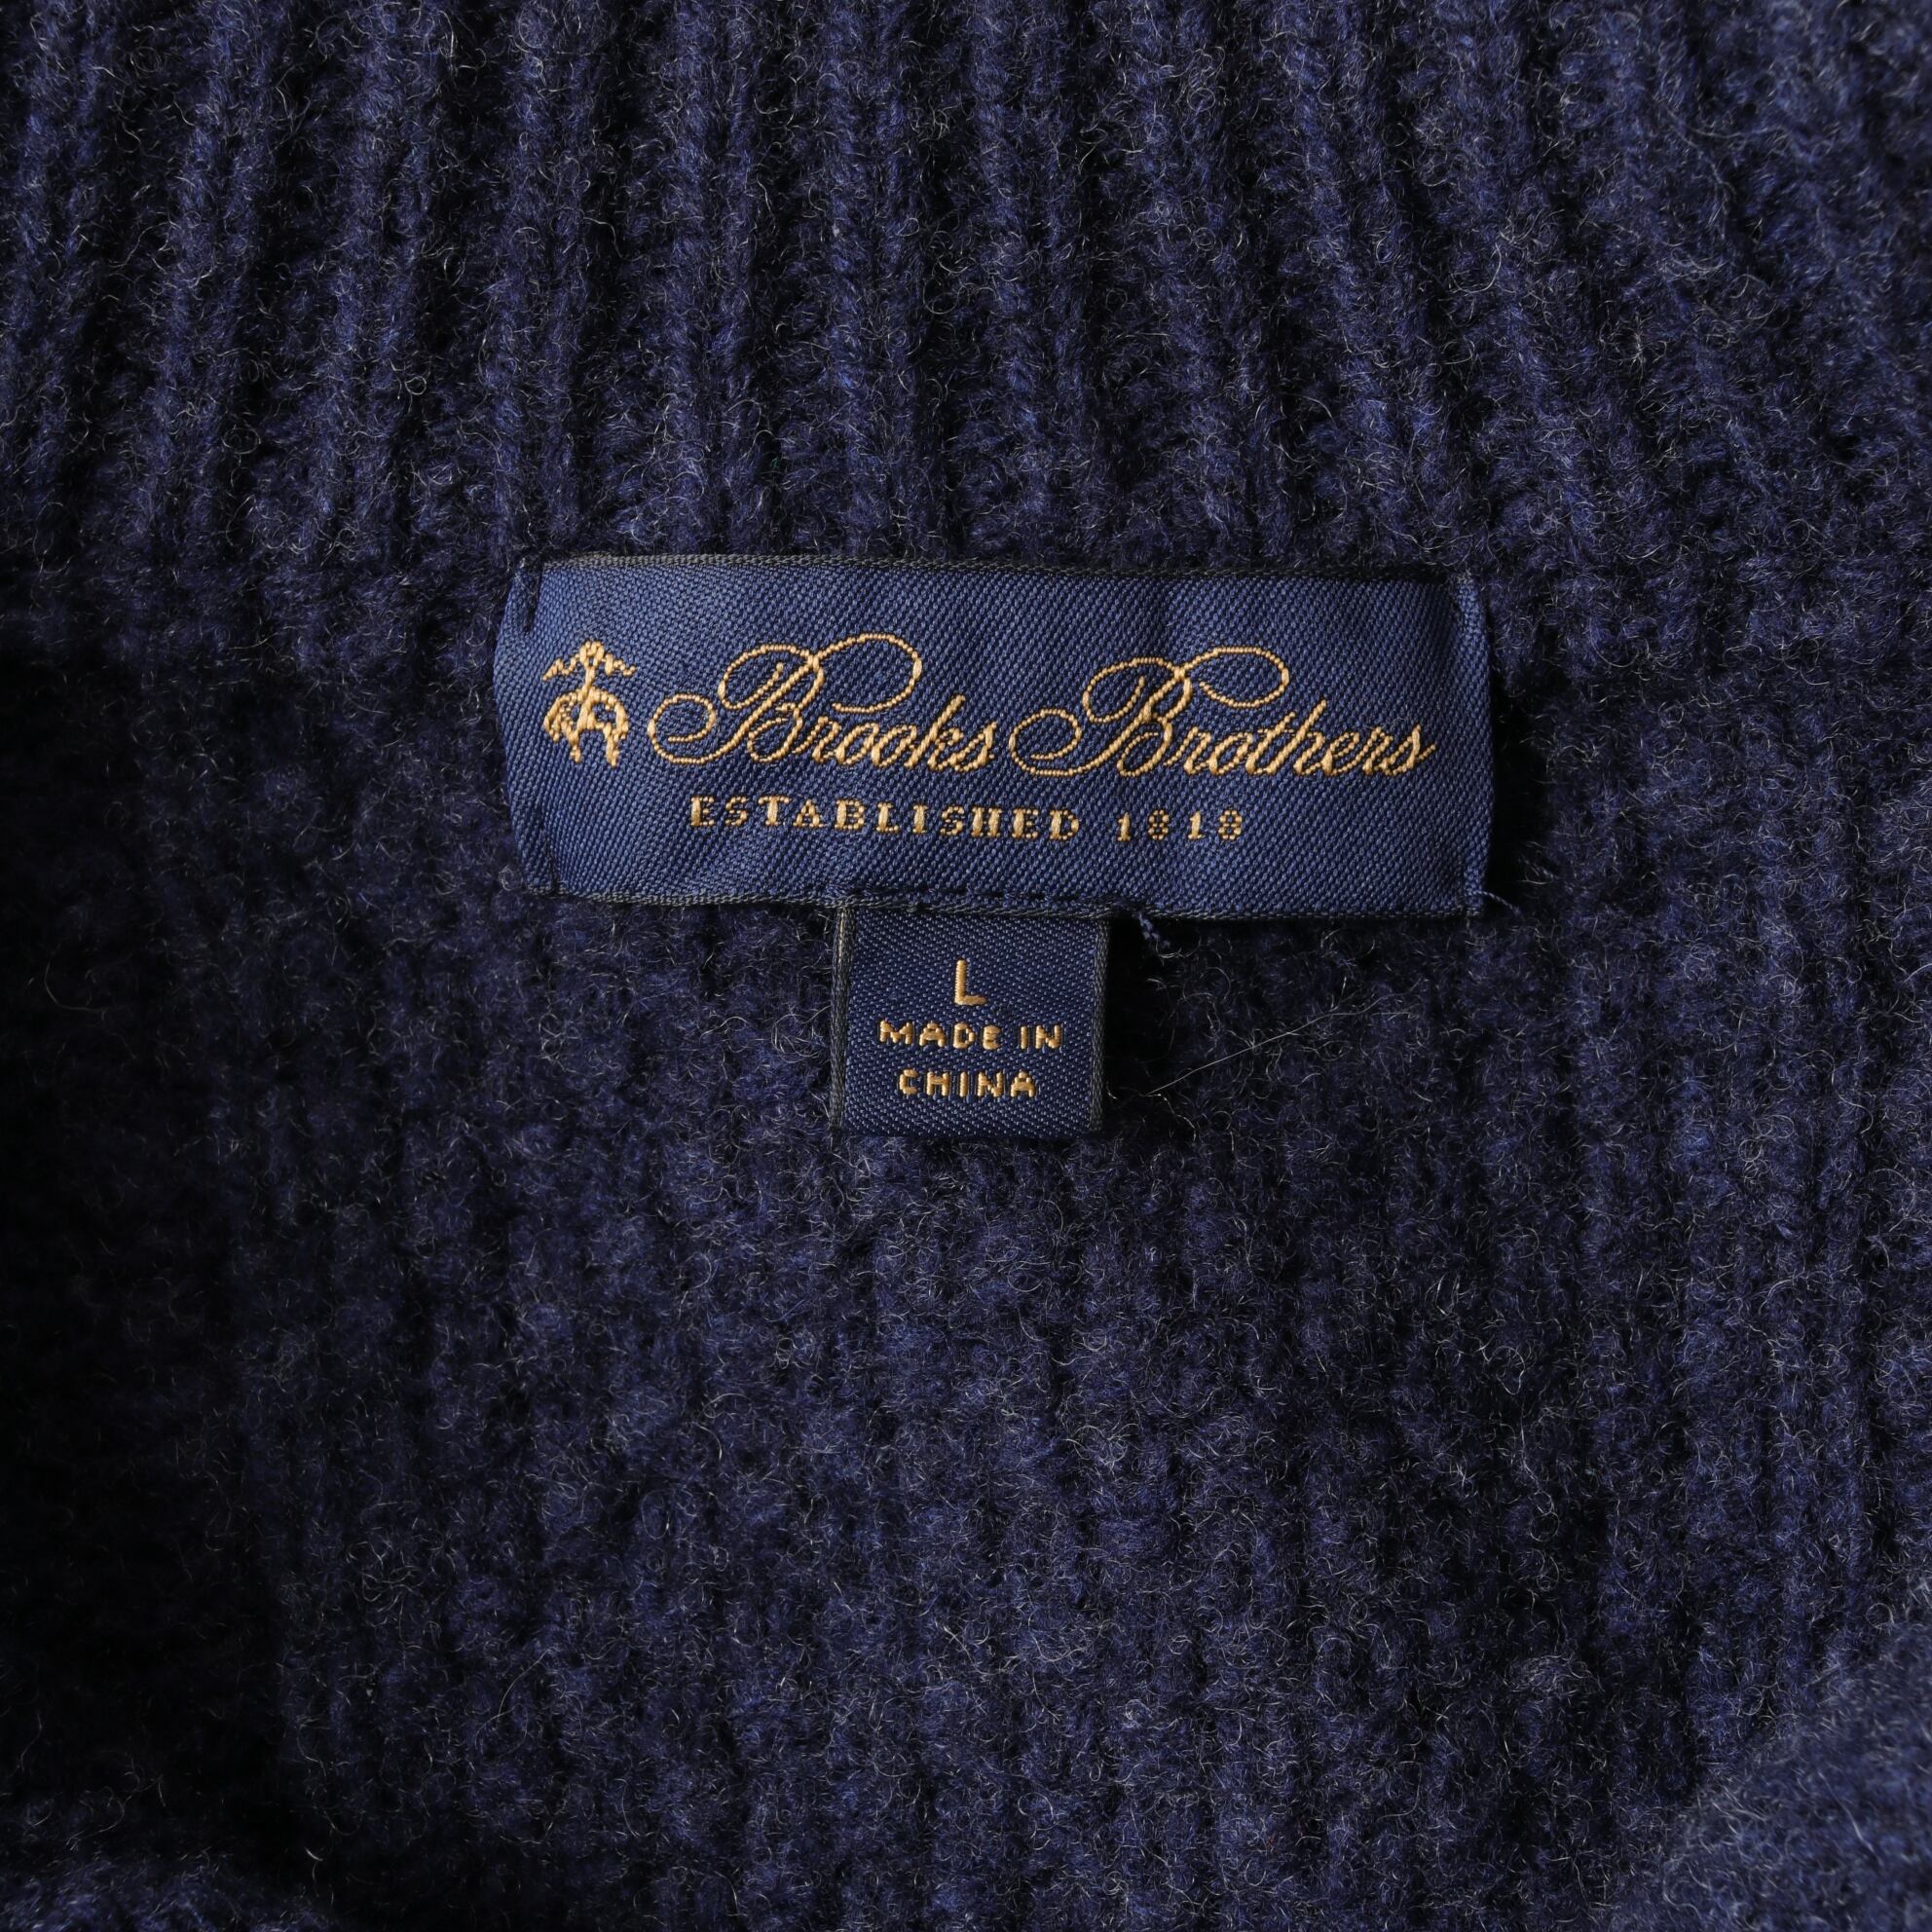 Brooks Brothers
ESTABLISHED 1818
L
MADE IN
CHINA